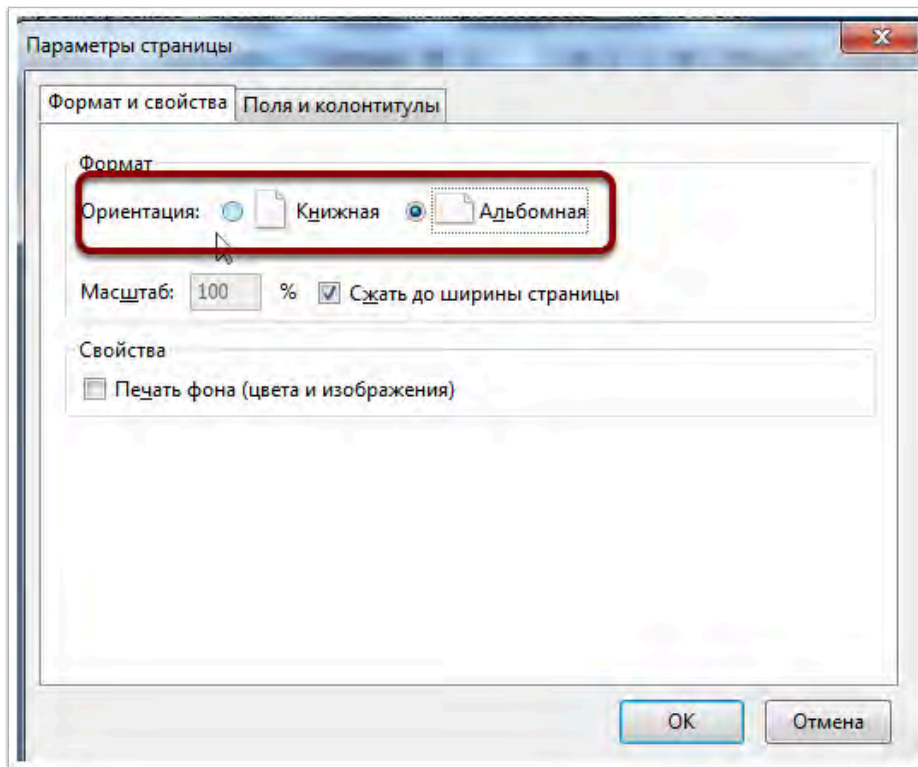 Параметры страницы
Формат и свойства Поля и колонтитулы
Формат
Ориентация: Книжная Альбомная
Масштаб: 100 % Сжать до ширины страницы
Свойства
Печать фона (цвета и изображения)
ОК Отмена